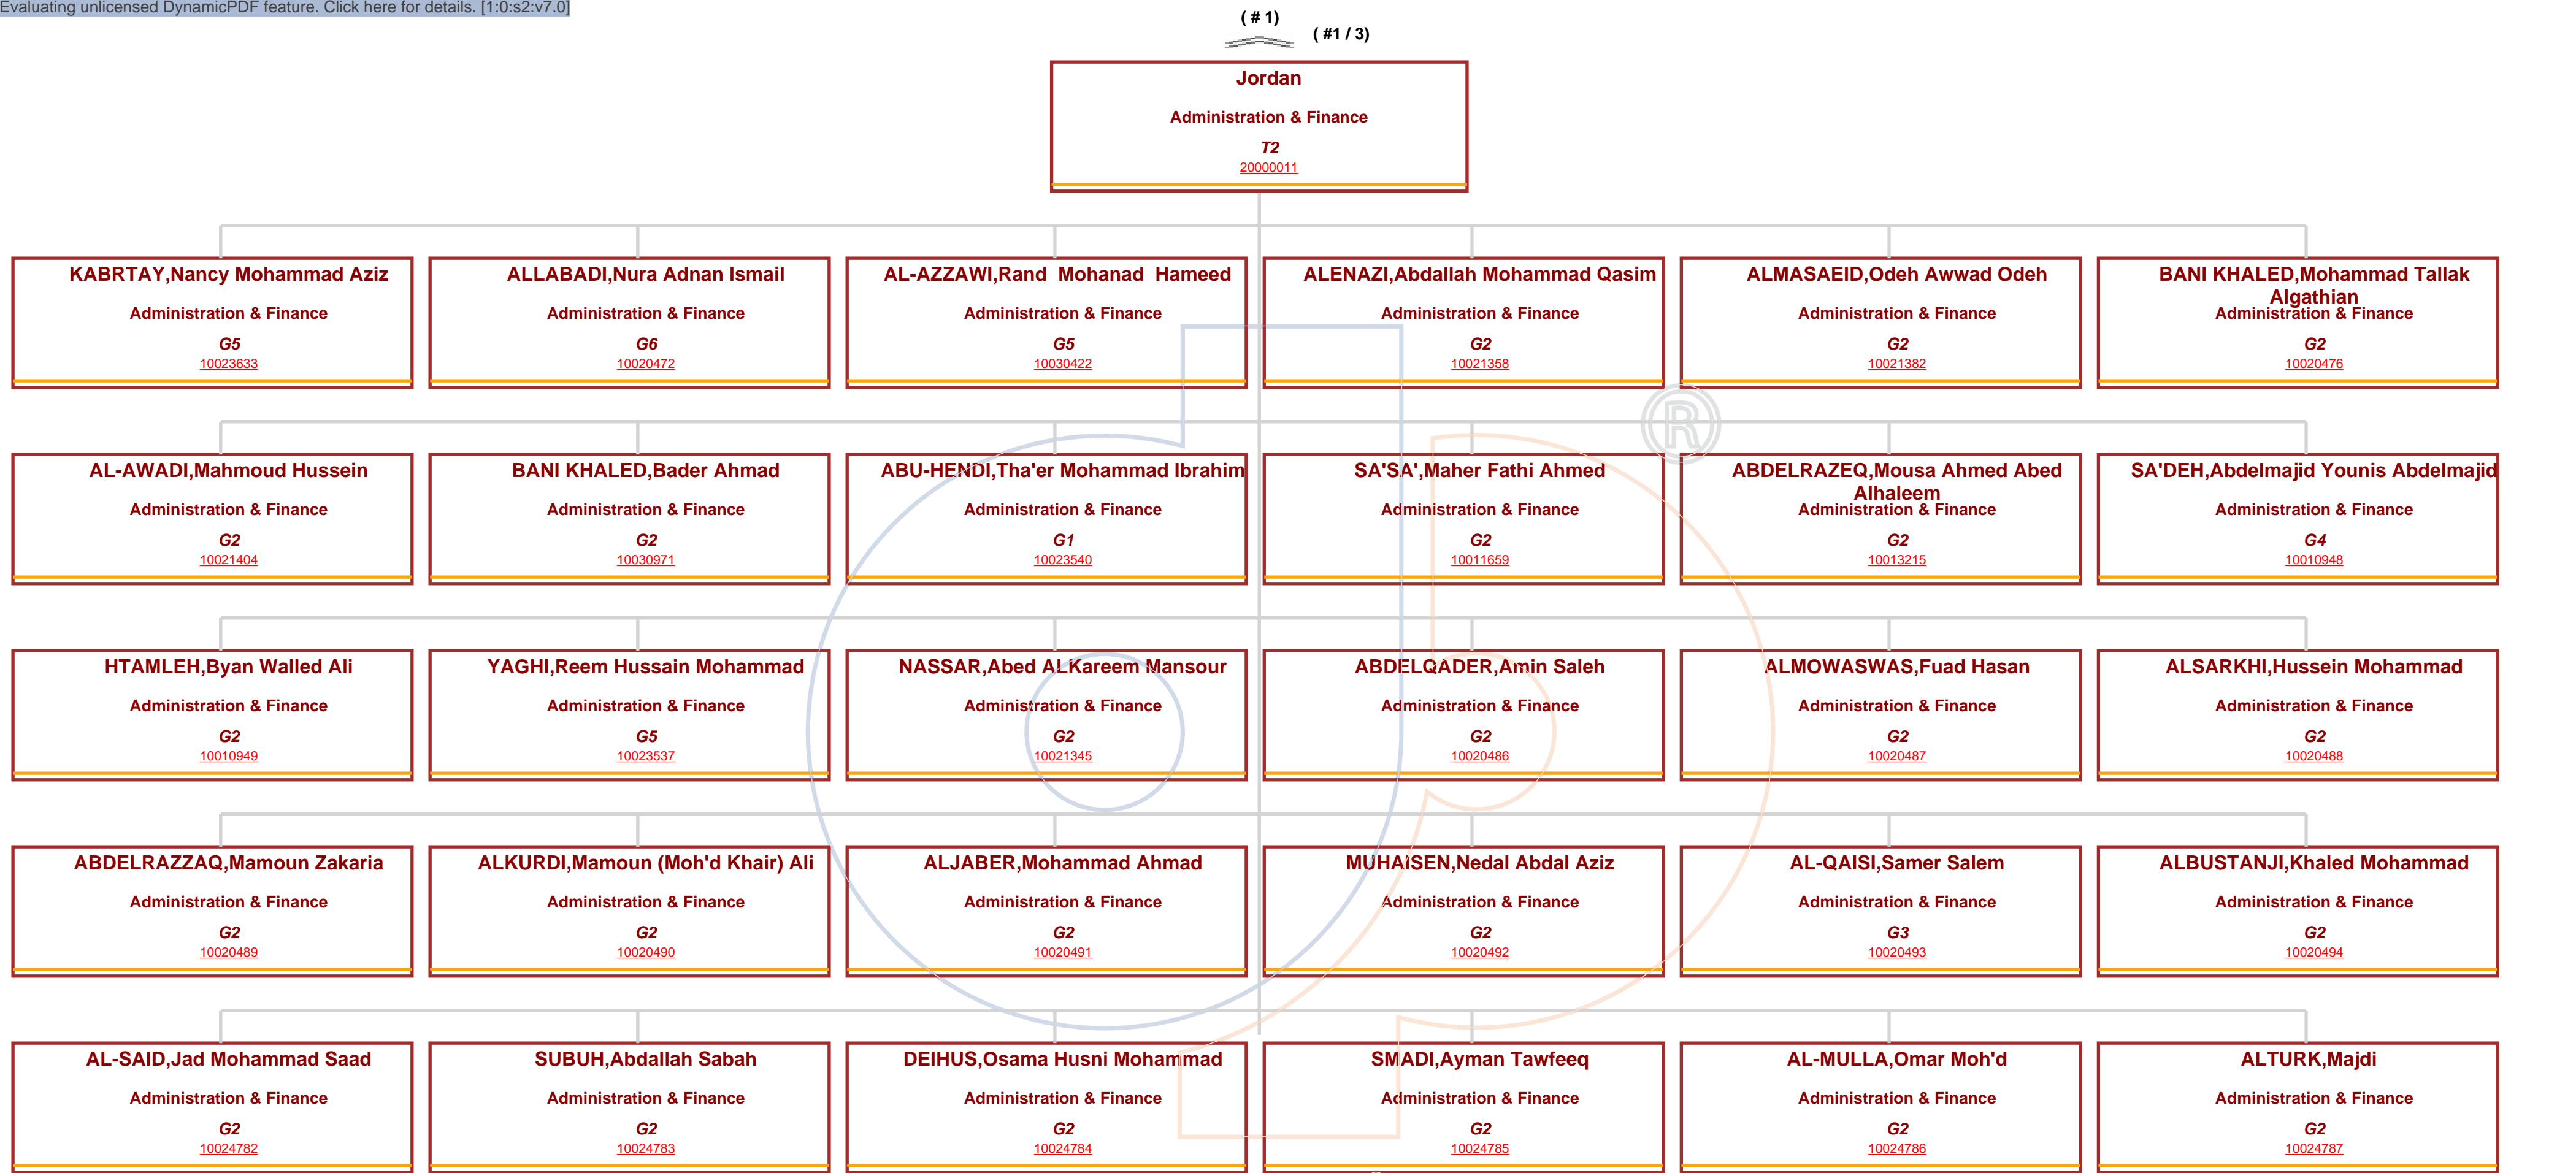 Evaluating unlicensed DynamicPDF feature. Click here for details. [1:0:s2:v7.0]
( # 1)
( #1 / 3)
Jordan
Administration & Finance
T2
20000011
KABRTAY,Nancy Mohammad Aziz
Administration & Finance
G5
10023633
ALLABADI,Nura Adnan Ismail
Administration & Finance
G6
10020472
AL-AZZAWI,Rand  Mohanad  Hameed
Administration & Finance
G5
10030422
ALENAZI,Abdallah Mohammad Qasim
Administration & Finance
G2
10021358
ALMASAEID,Odeh Awwad Odeh
Administration & Finance
G2
10021382
BANI KHALED,Mohammad Tallak
Algathian
Administration & Finance
G2
10020476
AL-AWADI,Mahmoud Hussein
Administration & Finance
G2
10021404
BANI KHALED,Bader Ahmad
Administration & Finance
G2
10030971
ABU-HENDI,Tha'er Mohammad Ibrahim
Administration & Finance
G1
10023540
SA'SA',Maher Fathi Ahmed
Administration & Finance
G2
10011659
ABDELRAZEQ,Mousa Ahmed Abed
Alhaleem
Administration & Finance
G2
10013215
SA'DEH,Abdelmajid Younis Abdelmajid
Administration & Finance
G4
10010948
HTAMLEH,Byan Walled Ali
Administration & Finance
G2
10010949
YAGHI,Reem Hussain Mohammad
Administration & Finance
G5
10023537
NASSAR,Abed ALKareem Mansour
Administration & Finance
G2
10021345
ABDELQADER,Amin Saleh
Administration & Finance
G2
10020486
ALMOWASWAS,Fuad Hasan
Administration & Finance
G2
10020487
ALSARKHI,Hussein Mohammad
Administration & Finance
G2
10020488
ABDELRAZZAQ,Mamoun Zakaria
Administration & Finance
G2
10020489
ALKURDI,Mamoun (Moh'd Khair) Ali
Administration & Finance
G2
10020490
ALJABER,Mohammad Ahmad
Administration & Finance
G2
10020491
MUHAISEN,Nedal Abdal Aziz
Administration & Finance
G2
10020492
AL-QAISI,Samer Salem
Administration & Finance
G3
10020493
ALBUSTANJI,Khaled Mohammad
Administration & Finance
G2
10020494
AL-SAID,Jad Mohammad Saad
Administration & Finance
G2
10024782
SUBUH,Abdallah Sabah
Administration & Finance
G2
10024783
DEIHUS,Osama Husni Mohammad
Administration & Finance
G2
10024784
SMADI,Ayman Tawfeeq
Administration & Finance
G2
10024785
AL-MULLA,Omar Moh'd
Administration & Finance
G2
10024786
ALTURK,Majdi
Administration & Finance
G2
10024787
®